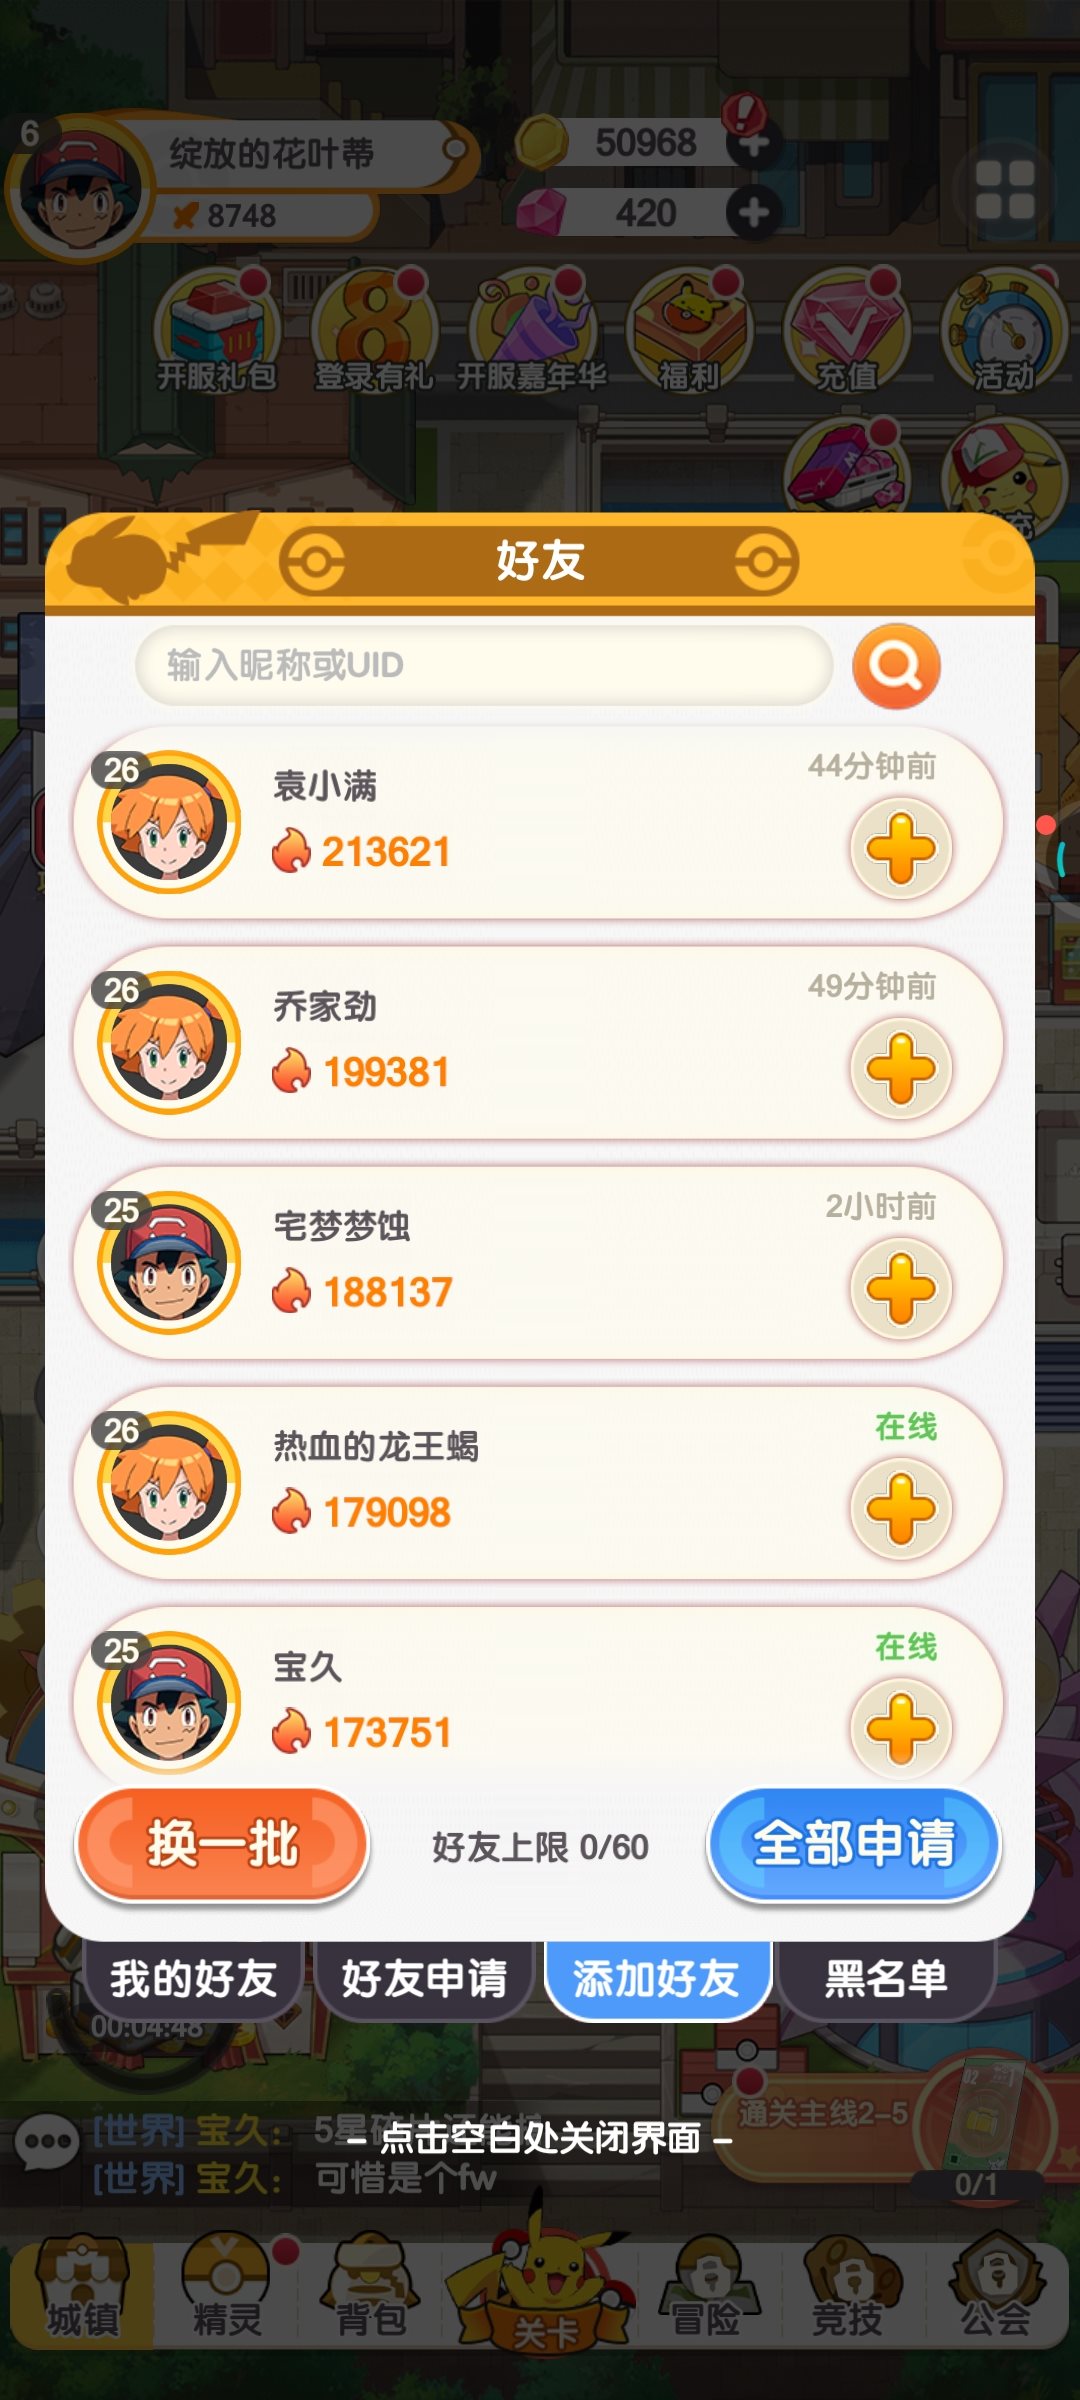 6
绽放的花叶蒂
50968
8748
420
开服礼包
登录有礼
开服嘉年华
福利
充值
活动
充
好友
输入昵称或UID
26
袁小满
44分钟前
213621
26
乔家劲
49分钟前
199381
25
宅梦梦蚀
2小时前
188137
26
热血的龙王蝎
在线
179098
25
宝久
在线
173751
换一批
好友上限 0/60
全部申请
我的好友
好友申请
添加好友
黑名单
00:04:48
通关主线2-5
[世界] 宝久: 5星
- 点击空白处关闭界面 -
[世界] 宝久: 可惜是个fw
0/1
城镇
精灵
背包
关卡
冒险
竞技
公会